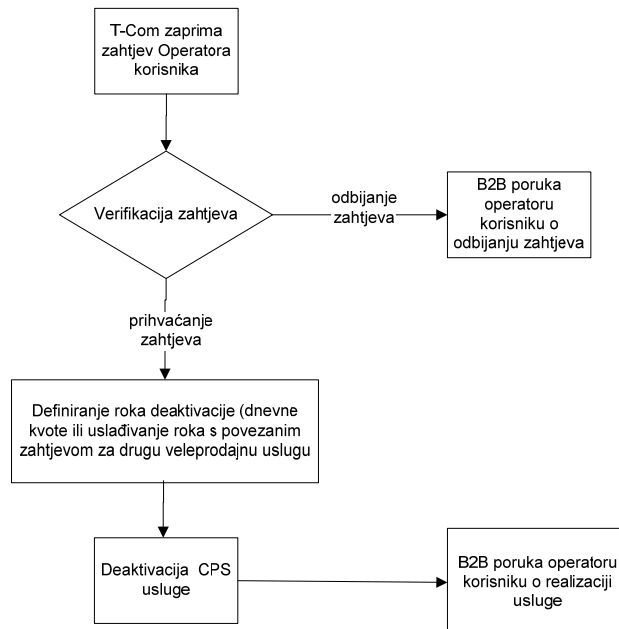 T-Com zaprima
zahtjev Operatora
korisnika
Verifikacija zahtjeva
odbijanje
zahtjeva
B2B poruka
operatoru
korisniku o
odbijanju zahtjeva
prihvaćanje
zahtjeva
Definiranje roka deaktivacije (dnevne
kvote ili uslađivanje roka s povezanim
zahtjevom za drugu veleprodajnu uslugu
Deaktivacija CPS
usluge
B2B poruka operatoru
korisniku o realizaciji
usluge